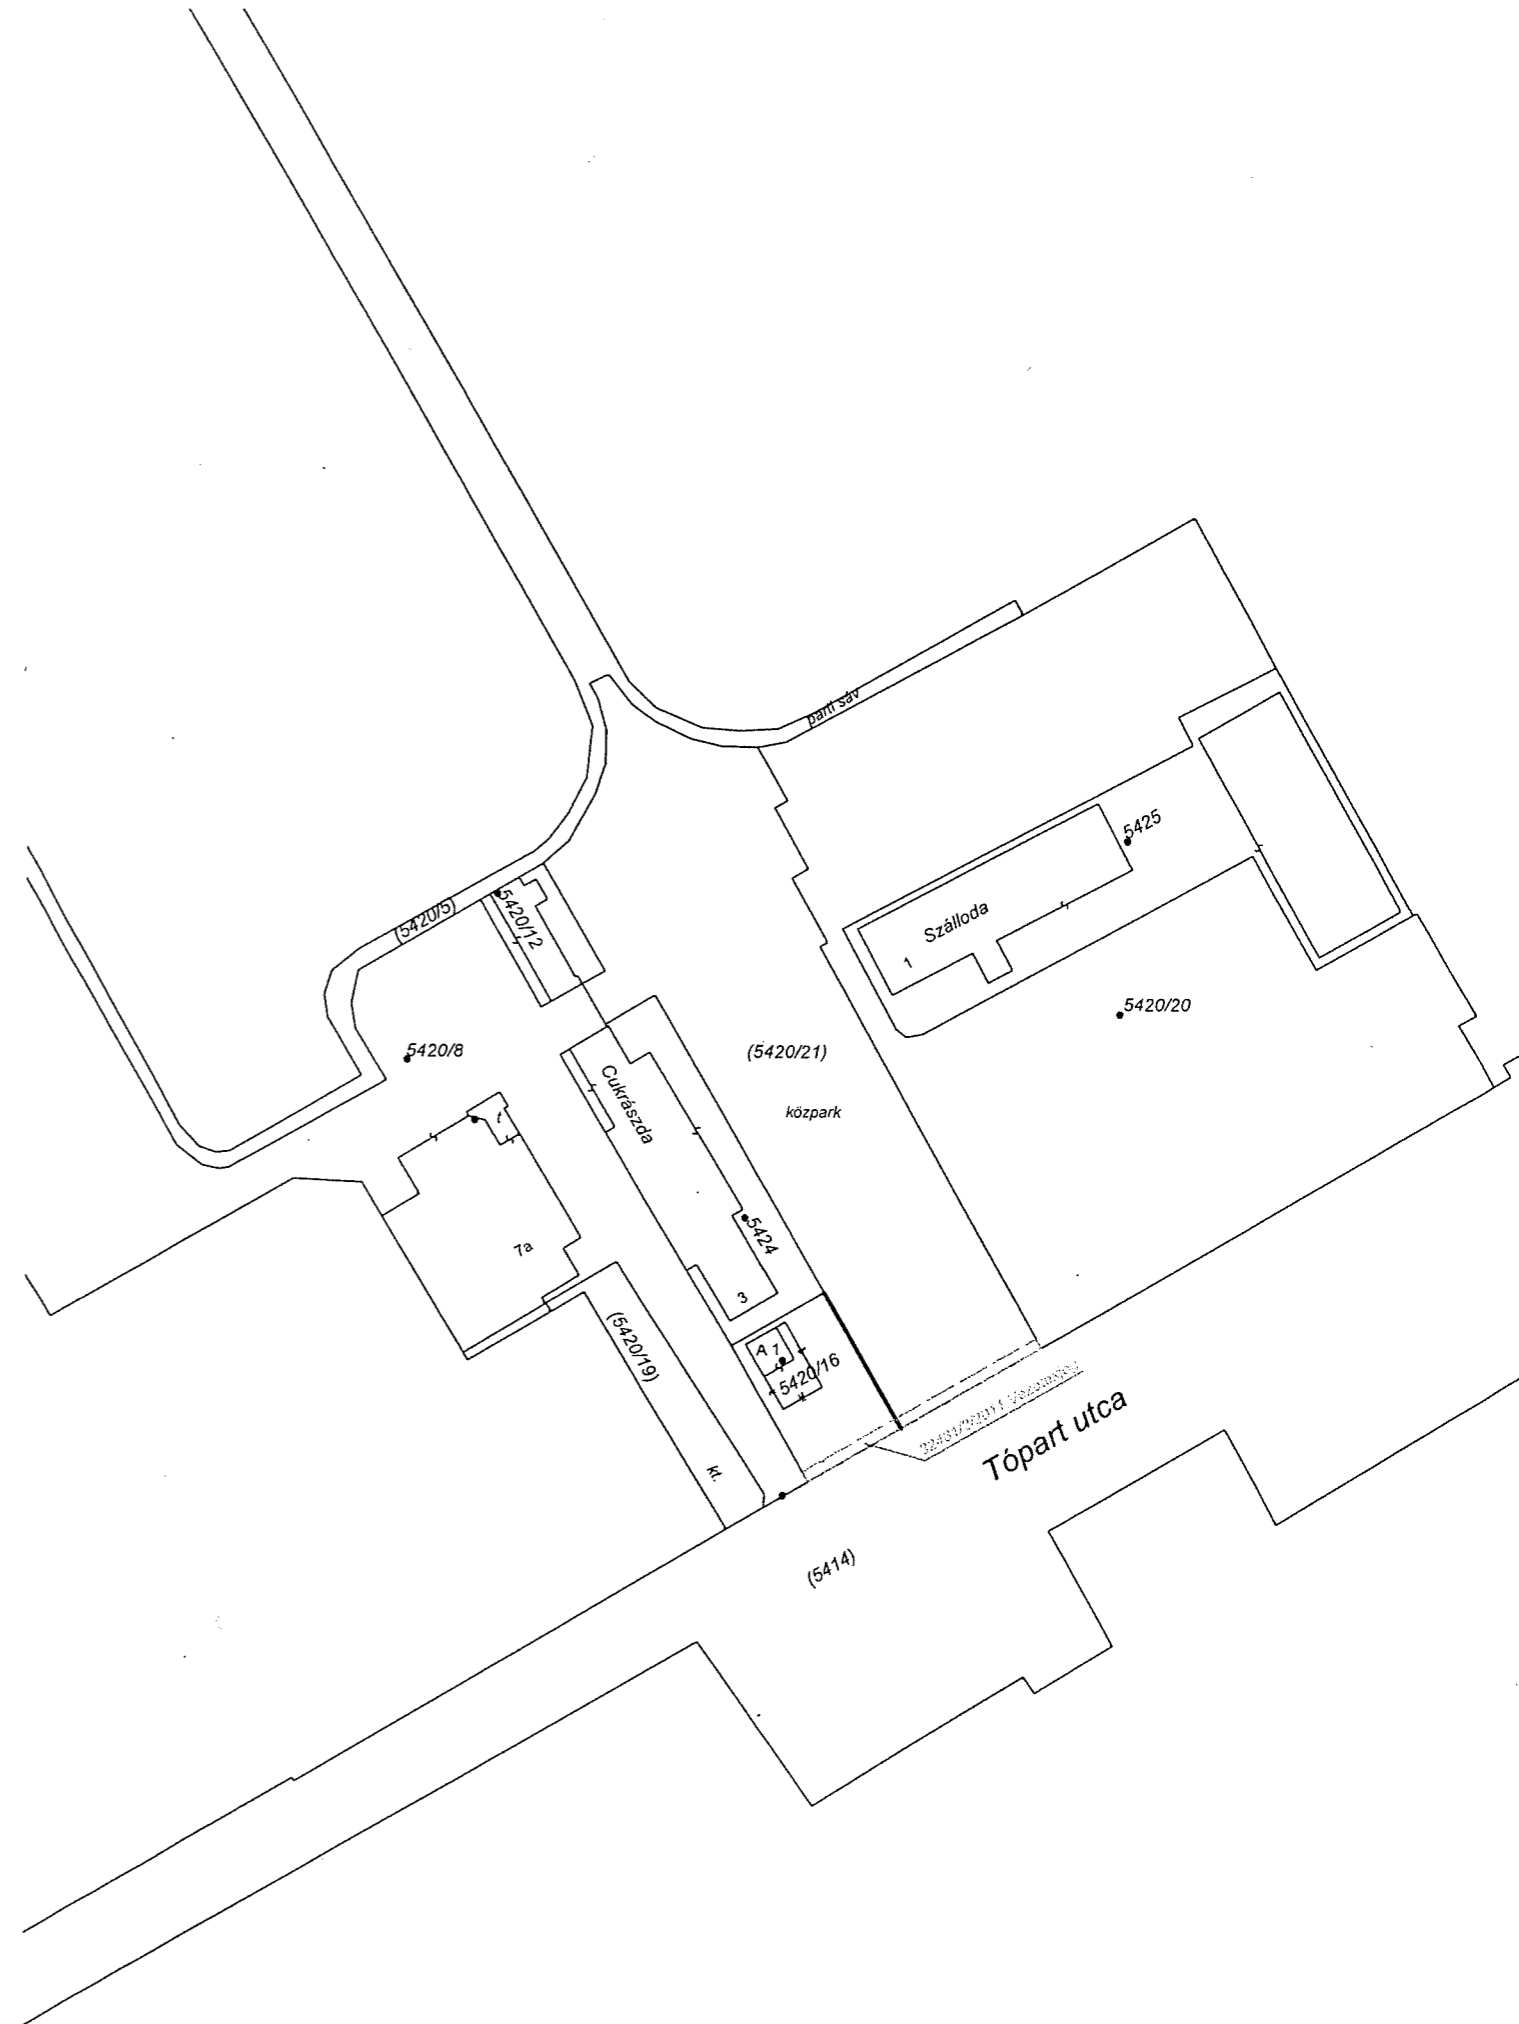 parti sáv
5425
Szálloda
1
(5420/5)
5420/12
5420/20
5420/8
(5420/21)
Cukrászda
közpark
t
5424
7a
3
(5420/19)
A 1
5420/16
kt.
Tópart utca
(5414)